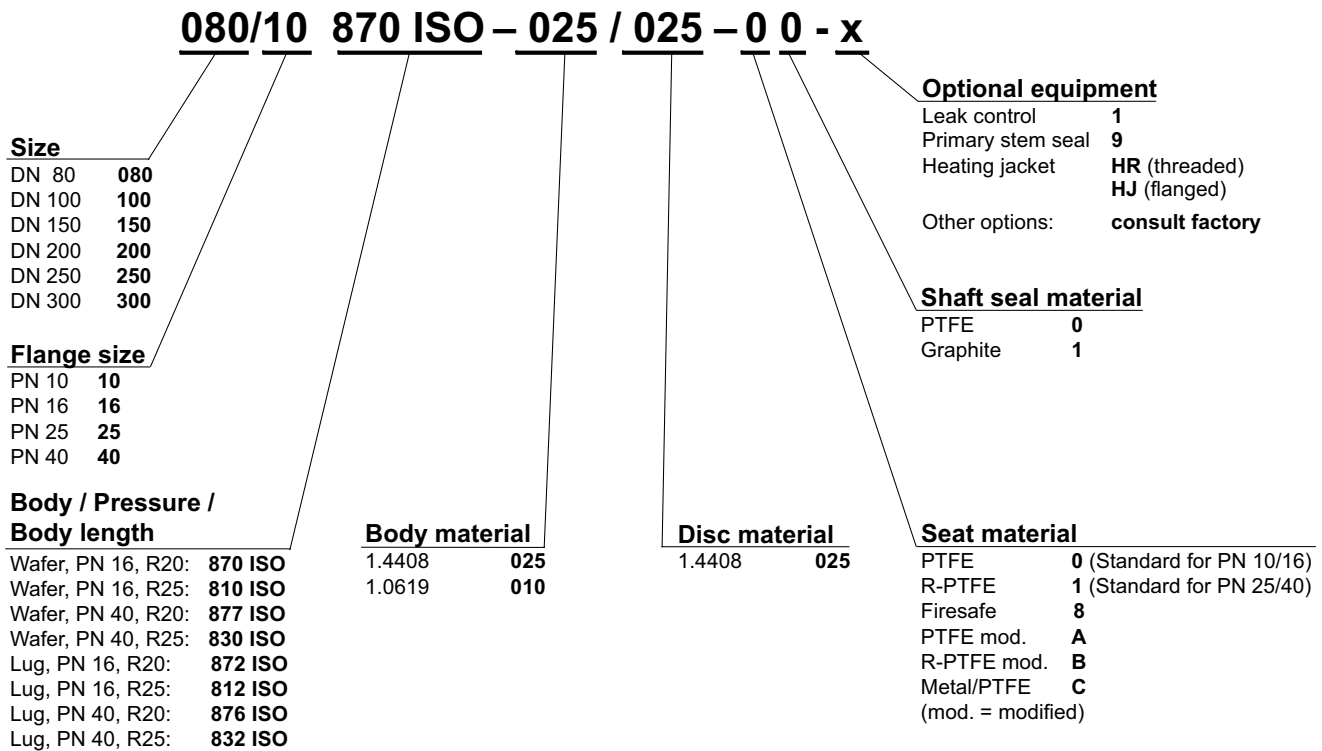 080/10 870 ISO – 025 / 025 – 0 0 - x
Size
DN 80 080
DN 100 100
DN 150 150
DN 200 200
DN 250 250
DN 300 300
Flange size
PN 10 10
PN 16 16
PN 25 25
PN 40 40
Body / Pressure /
Body length
Wafer, PN 16, R20: 870 ISO
Wafer, PN 16, R25: 810 ISO
Wafer, PN 40, R20: 877 ISO
Wafer, PN 40, R25: 830 ISO
Lug, PN 16, R20: 872 ISO
Lug, PN 16, R25: 812 ISO
Lug, PN 40, R20: 876 ISO
Lug, PN 40, R25: 832 ISO
Body material
1.4408 025
1.0619 010
Disc material
1.4408 025
Optional equipment
Leak control 1
Primary stem seal 9
Heating jacket HR (threaded)
HJ (flanged)
Other options: consult factory
Shaft seal material
PTFE 0
Graphite 1
Seat material
PTFE 0 (Standard for PN 10/16)
R-PTFE 1 (Standard for PN 25/40)
Firesafe 8
PTFE mod. A
R-PTFE mod. B
Metal/PTFE C
(mod. = modified)